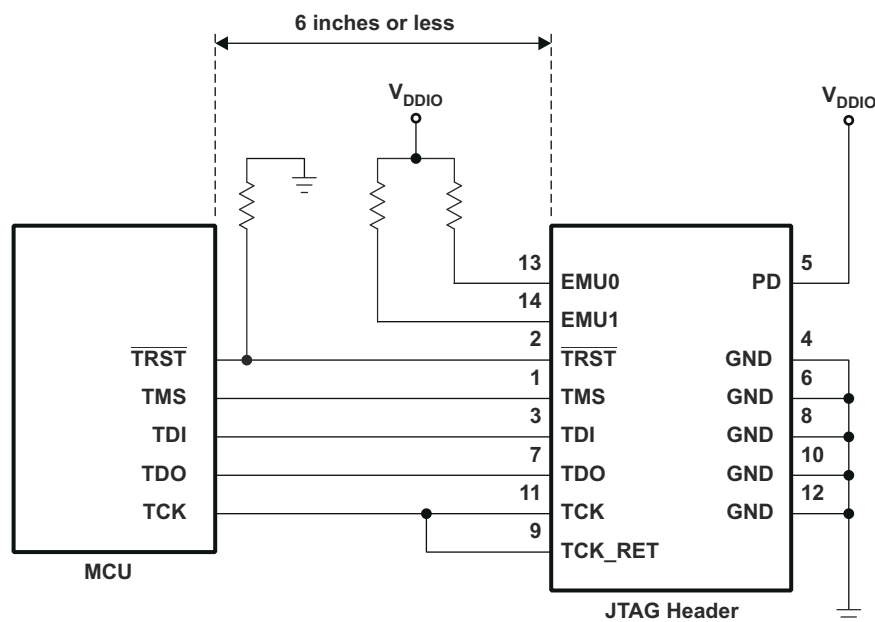 6 inches or less
VDDIO
VDDIO
13
EMU0
5
PD
14
EMU1
TRST
2
TRST
4
GND
TMS
1
TMS
6
GND
TDI
3
TDI
8
GND
TDO
7
TDO
10
GND
TCK
11
TCK
12
GND
9
TCK_RET
MCU
JTAG Header